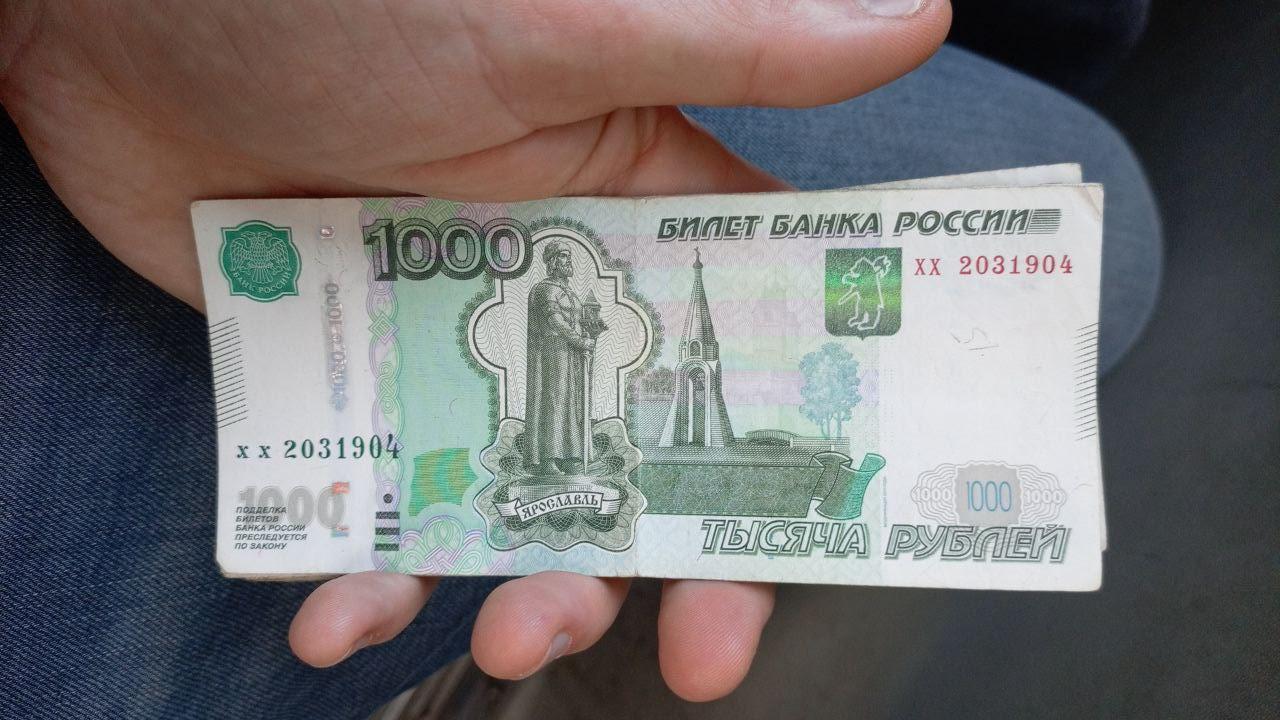 БИЛЕТ БАНКА РОССИИ
1000
БАНК РОССИИ
хх 2031904
хх 2031904
ЯРОСЛАВЛЬ
1000
ПОДДЕЛКА
БИЛЕТОВ
БАНКА РОССИИ
ПРЕСЛЕДУЕТСЯ
ПО ЗАКОНУ
1000 1000 1000
ТЫСЯЧА РУБЛЕЙ